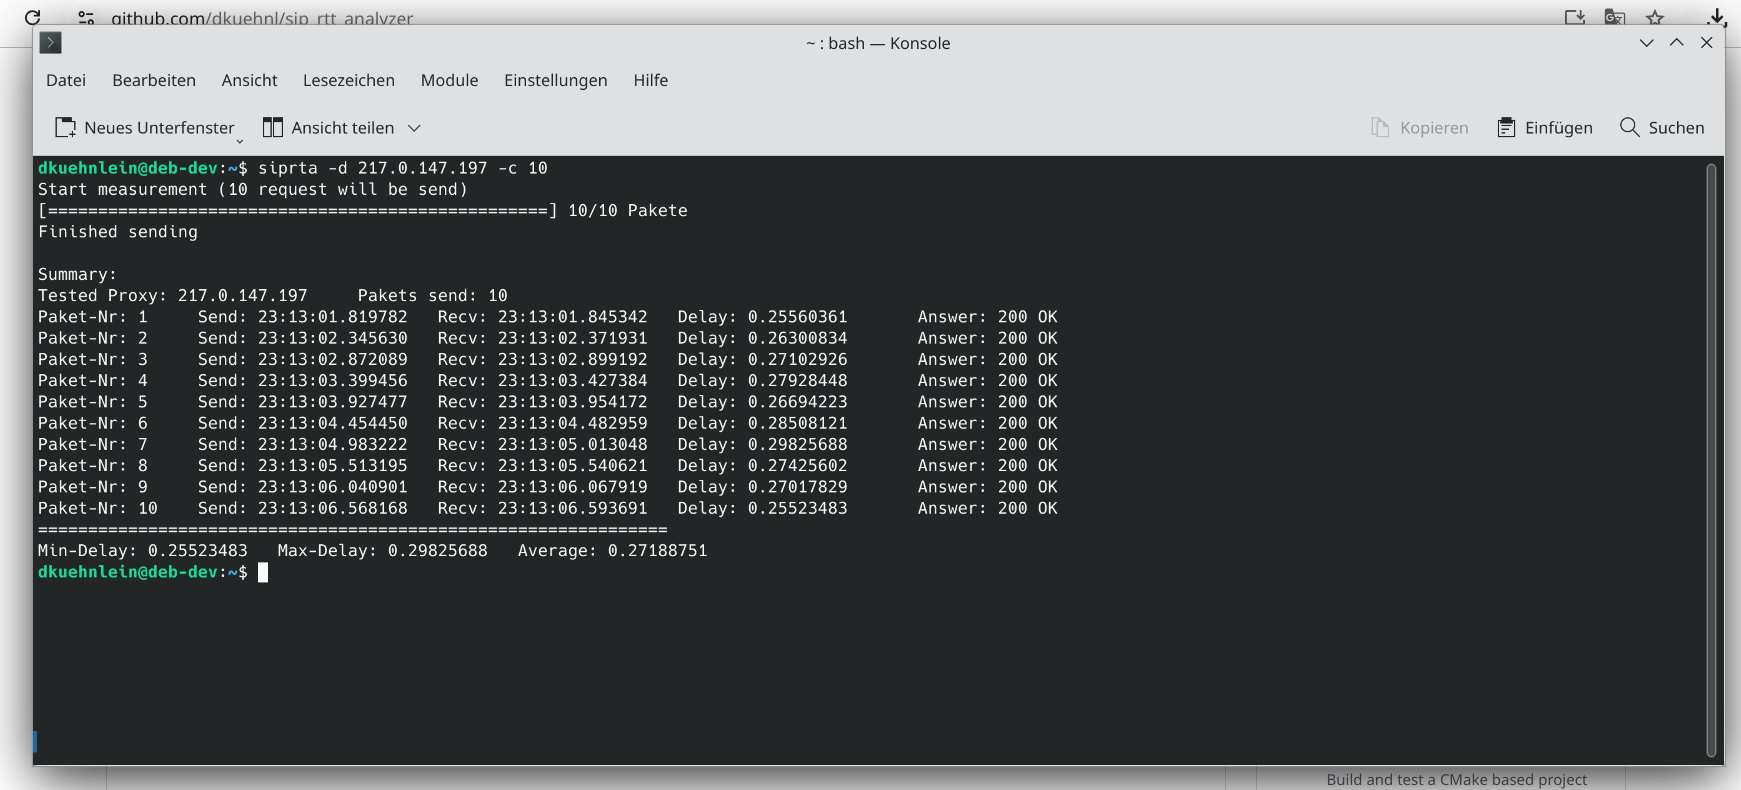 github.com/dkuehnl/sip_rtt_analyzer
~ : bash — Konsole
Datei Bearbeiten Ansicht Lesezeichen Module Einstellungen Hilfe
Neues Unterfenster Ansicht teilen Kopieren Einfügen Suchen
dkuehnlein@deb-dev:~$ siprta -d 217.0.147.197 -c 10
Start measurement (10 request will be send)
[==================================================] 10/10 Pakete
Finished sending
Summary:
Tested Proxy: 217.0.147.197     Pakets send: 10
Paket-Nr: 1     Send: 23:13:01.819782   Recv: 23:13:01.845342   Delay: 0.25560361       Answer: 200 OK
Paket-Nr: 2     Send: 23:13:02.345630   Recv: 23:13:02.371931   Delay: 0.26300834       Answer: 200 OK
Paket-Nr: 3     Send: 23:13:02.872089   Recv: 23:13:02.899192   Delay: 0.27102926       Answer: 200 OK
Paket-Nr: 4     Send: 23:13:03.399456   Recv: 23:13:03.427384   Delay: 0.27928448       Answer: 200 OK
Paket-Nr: 5     Send: 23:13:03.927477   Recv: 23:13:03.954172   Delay: 0.26694223       Answer: 200 OK
Paket-Nr: 6     Send: 23:13:04.454450   Recv: 23:13:04.482959   Delay: 0.28508121       Answer: 200 OK
Paket-Nr: 7     Send: 23:13:04.983222   Recv: 23:13:05.013048   Delay: 0.29825688       Answer: 200 OK
Paket-Nr: 8     Send: 23:13:05.513195   Recv: 23:13:05.540621   Delay: 0.27425602       Answer: 200 OK
Paket-Nr: 9     Send: 23:13:06.040901   Recv: 23:13:06.067919   Delay: 0.27017829       Answer: 200 OK
Paket-Nr: 10    Send: 23:13:06.568168   Recv: 23:13:06.593691   Delay: 0.25523483       Answer: 200 OK
===============================================================
Min-Delay: 0.25523483   Max-Delay: 0.29825688   Average: 0.27188751
dkuehnlein@deb-dev:~$
Build and test a CMake based project